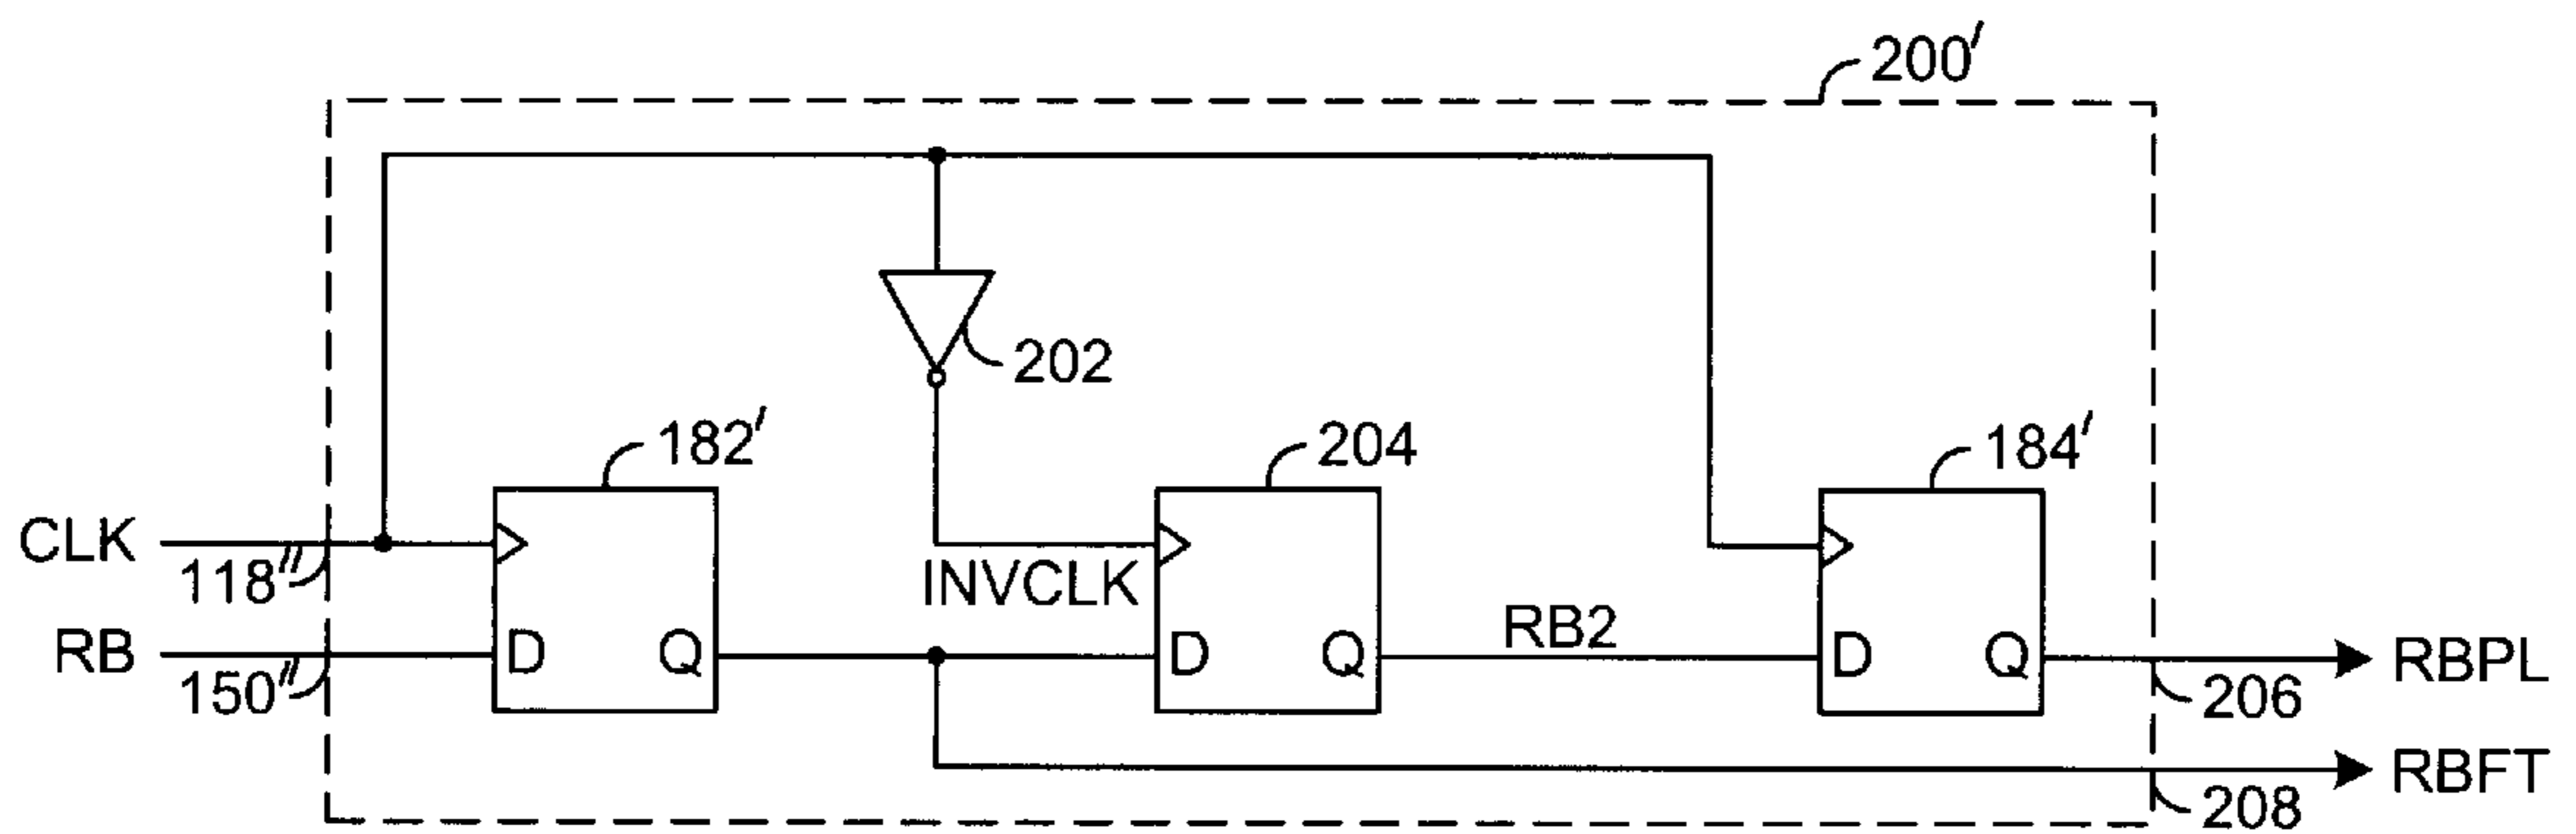 200′
202
182′
204
184′
CLK
118″
INVCLK
RB
150″
D
Q
D
Q
RB2
D
Q
RBPL
206
RBFT
208